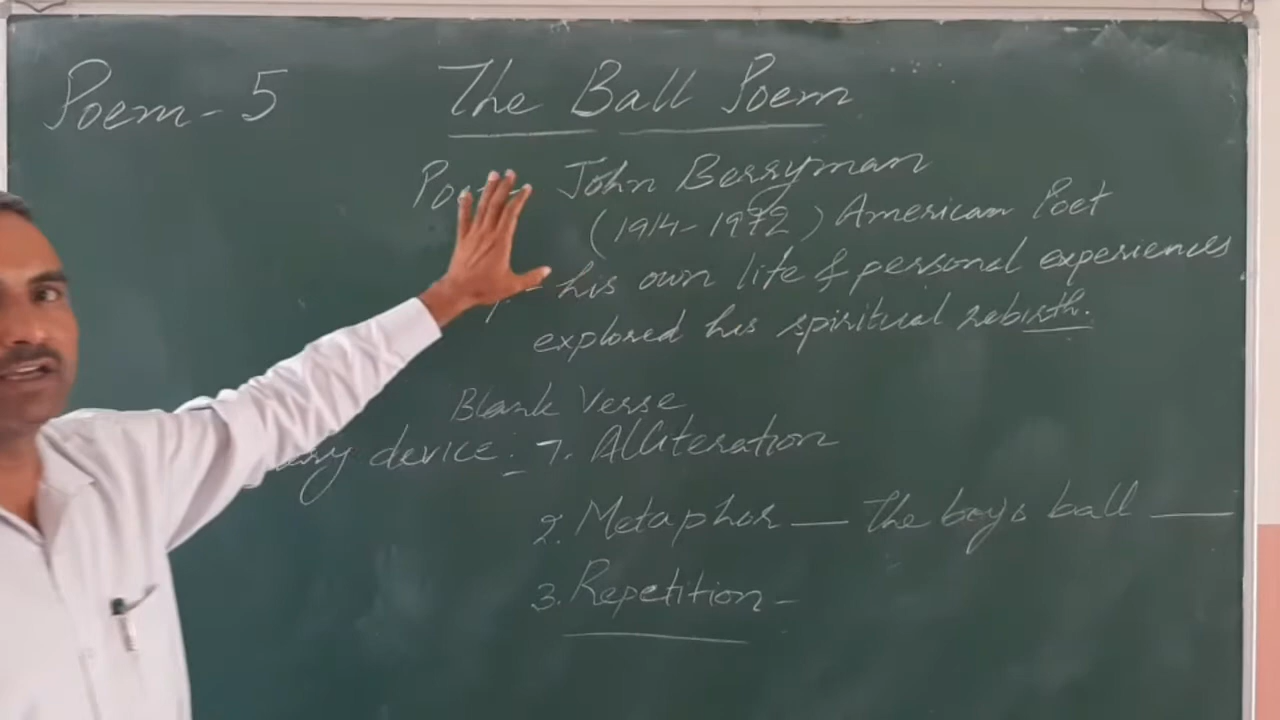 Poem - 5
The Ball Poem
John Berryman
(1914-1972) American Poet
- his own life & personal experiences
explored his spiritual rebirth.
Blank Verse
device : 1. Alliteration
2. Metaphor — The boys ball —
3. Repetition -